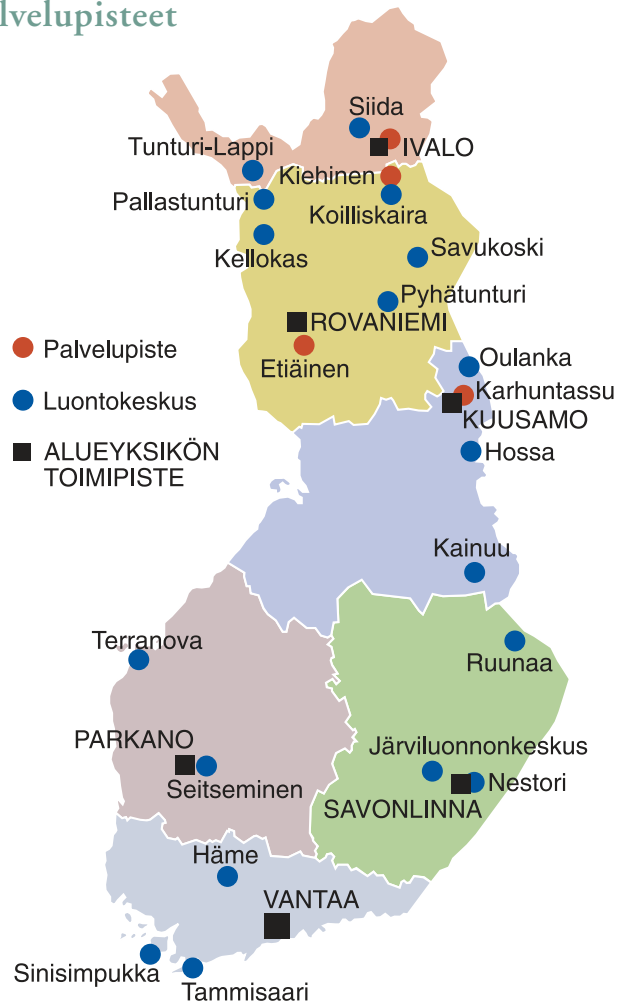 lvelupisteet
Siida
IVALO
Tunturi-Lappi
Kiehinen
Pallastunturi
Koilliskaira
Kellokas
Savukoski
Pyhätunturi
ROVANIEMI
Palvelupiste
Etiäinen
Oulanka
Karhuntassu
Luontokeskus
KUUSAMO
ALUEYKSIKÖN
TOIMIPISTE
Hossa
Kainuu
Terranova
Ruunaa
PARKANO
Järviluonnonkeskus
Seitseminen
Nestori
SAVONLINNA
Häme
VANTAA
Sinisimpukka
Tammisaari